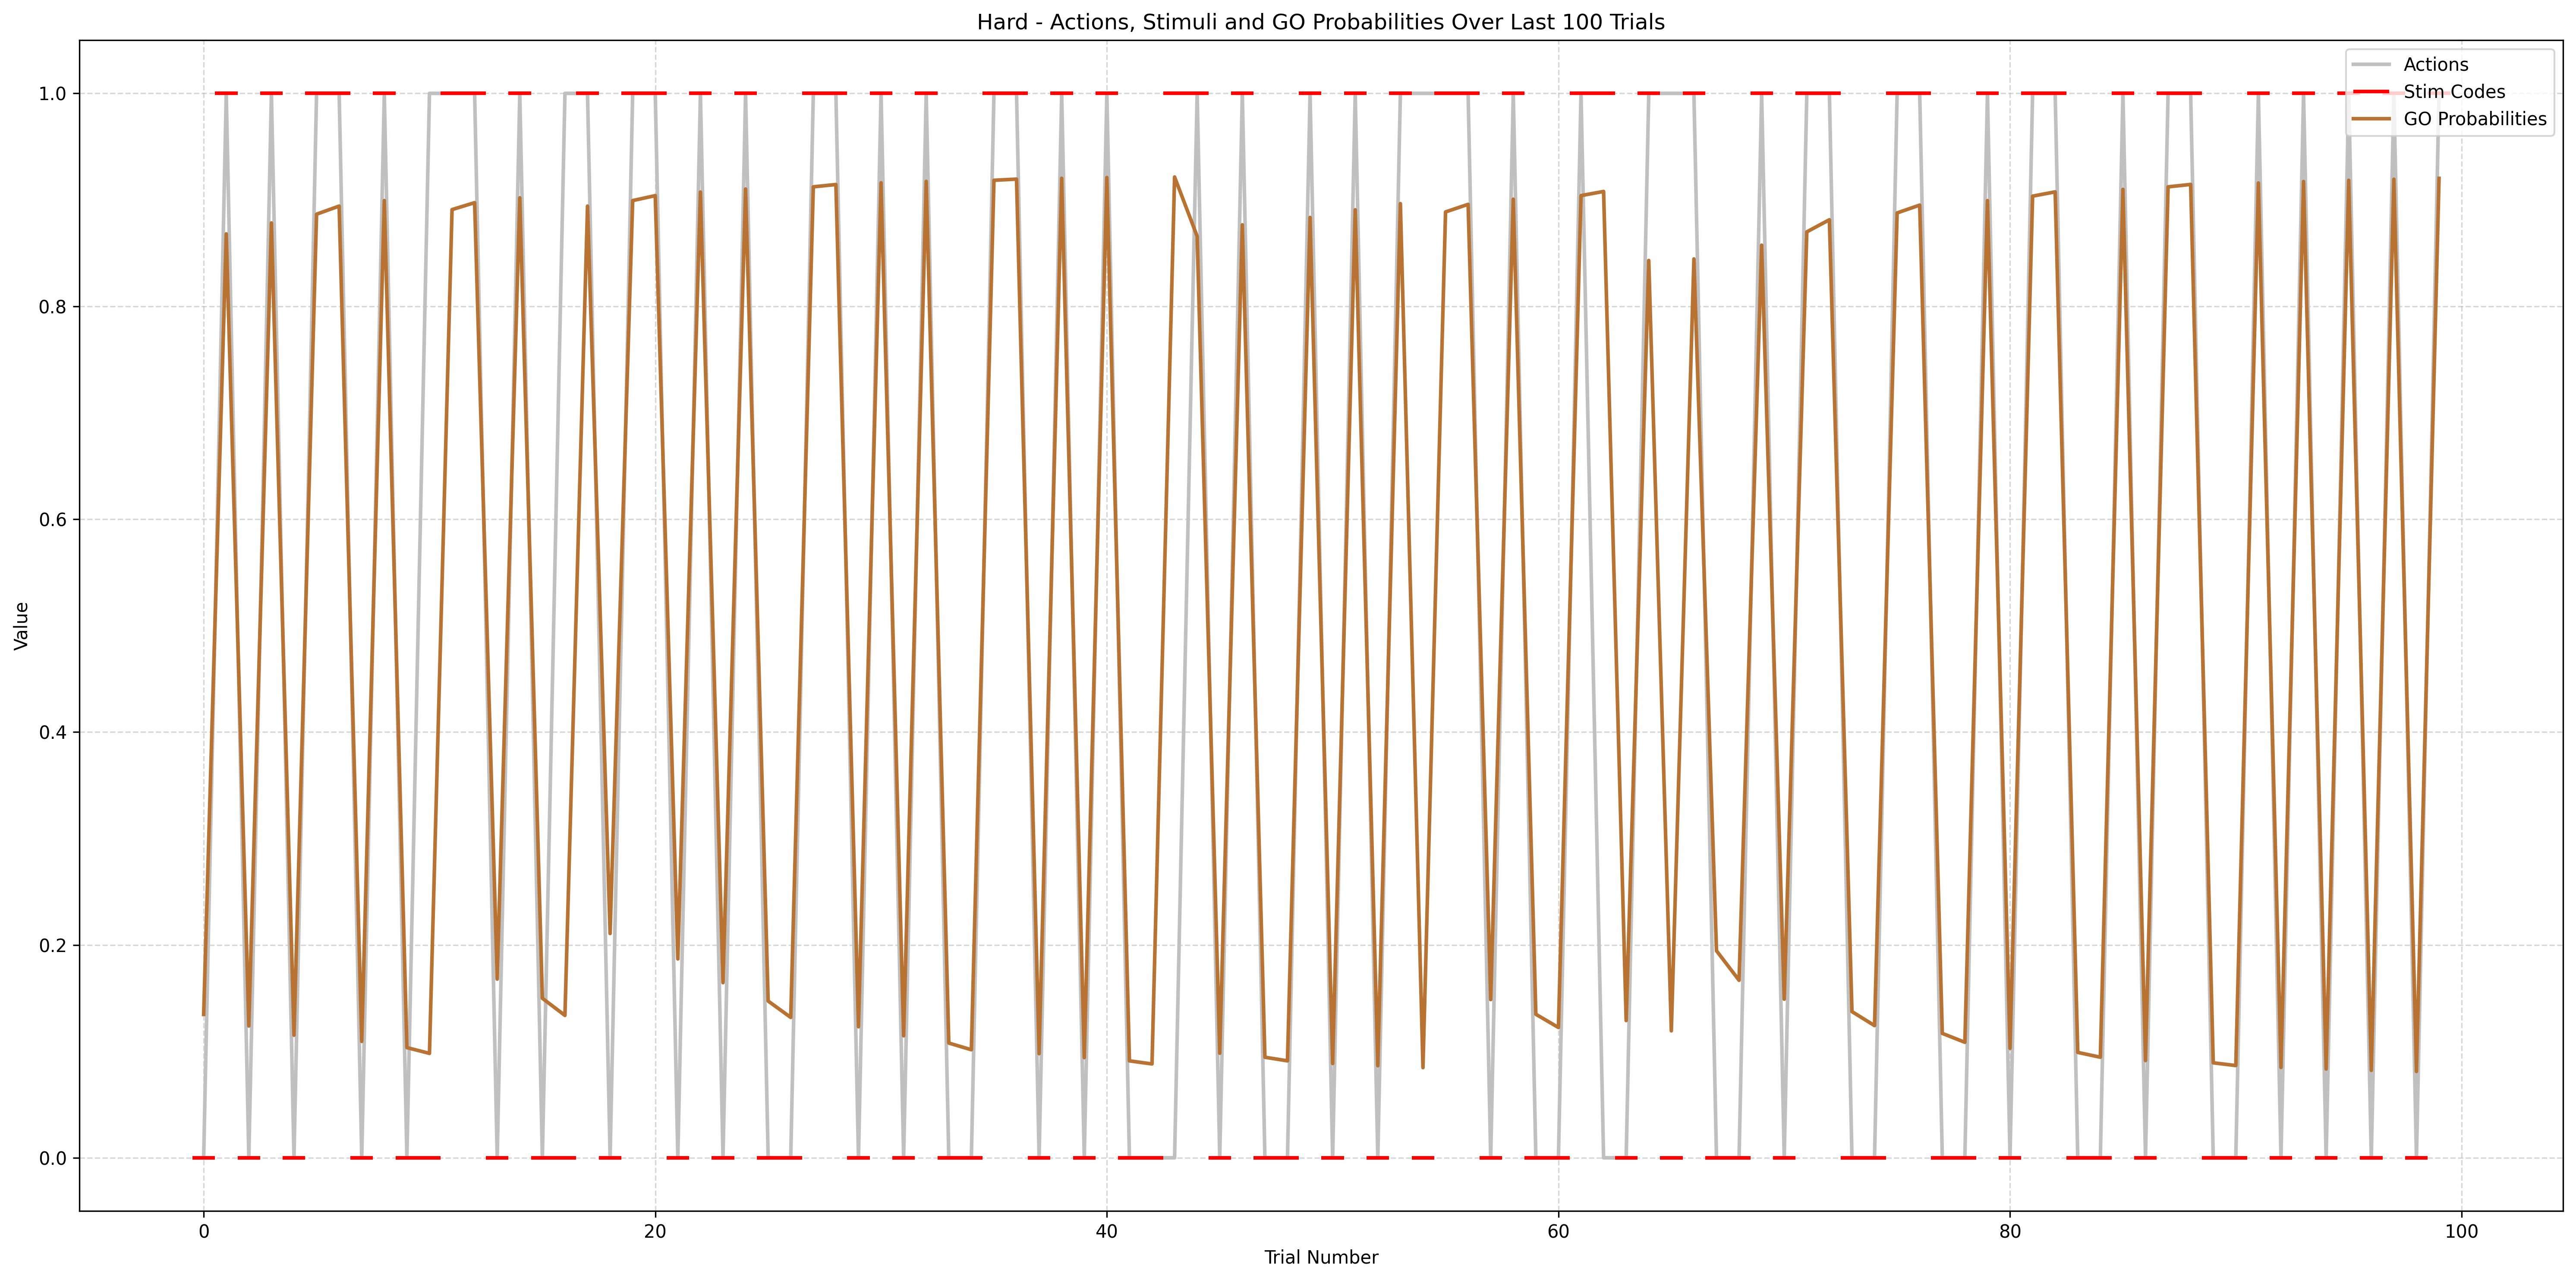 Hard - Actions, Stimuli and GO Probabilities Over Last 100 Trials
Actions
Stim Codes
GO Probabilities
1.0
0.8
0.6
0.4
0.2
0.0
Value
0 20 40 60 80 100
Trial Number